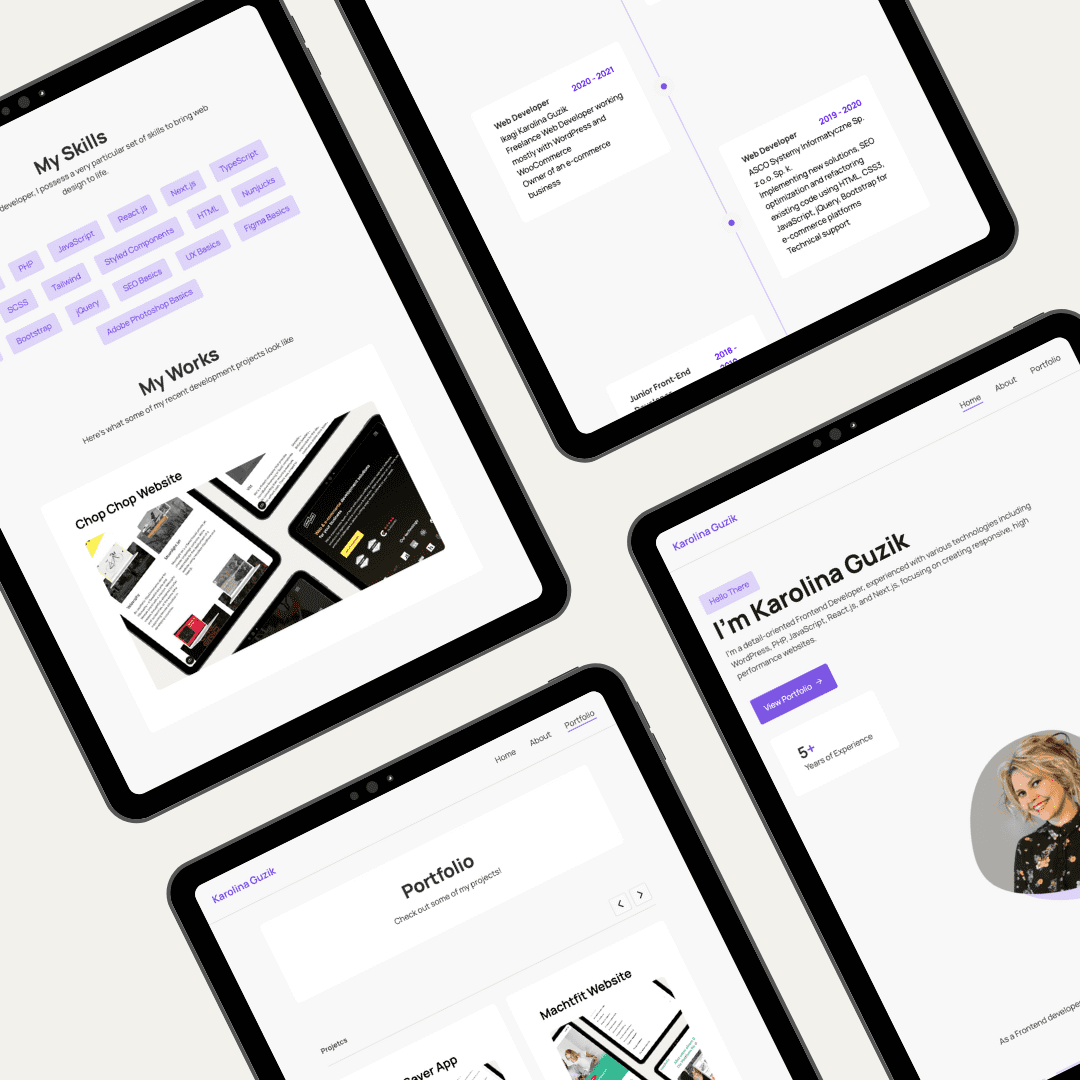 My Skills
developer, I possess a very particular set of skills to bring web
design to life.
PHP
JavaScript
React.js
Next.js
TypeScript
SCSS
Tailwind
Styled Components
HTML
Nunjucks
Bootstrap
jQuery
SEO Basics
UX Basics
Figma Basics
Adobe Photoshop Basics
My Works
Here's what some of my recent development projects look like
Chop Chop Website
2020 - 2021
Web Developer
Ikagi Karolina Guzik
Freelance Web Developer working
mostly with WordPress and
WooCommerce
Owner of an e-commerce
business
2019 - 2020
Web Developer
ASCO Systemy Informatyczne Sp.
z o.o. Sp. k.
Implementing new solutions, SEO
optimization and refactoring
existing code using HTML, CSS3,
JavaScript, jQuery, Bootstrap for
e-commerce platforms
Technical support
2018 -
Junior Front-End
Karolina Guzik
Home
About
Portfolio
Portfolio
Check out some of my projects!
Projetcs
Saver App
Machtfit Website
Karolina Guzik
Home
About
Portfolio
Hello There
I'm Karolina Guzik
I'm a detail-oriented Frontend Developer, experienced with various technologies including
WordPress, PHP, JavaScript, React.js, and Next.js, focusing on creating responsive, high
performance websites.
View Portfolio →
5+
Years of Experience
As a Frontend developer